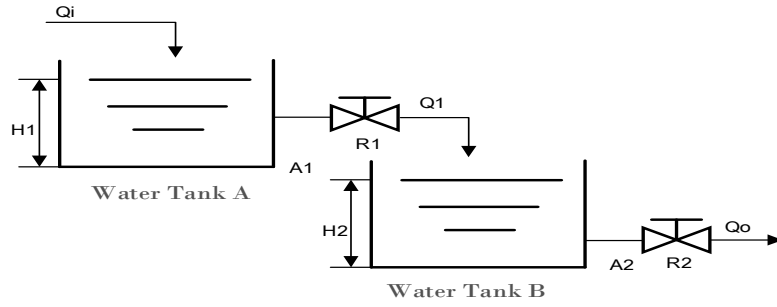 Qi
H1
Q1
R1
A1
Water Tank A
H2
Qo
A2
R2
Water Tank B